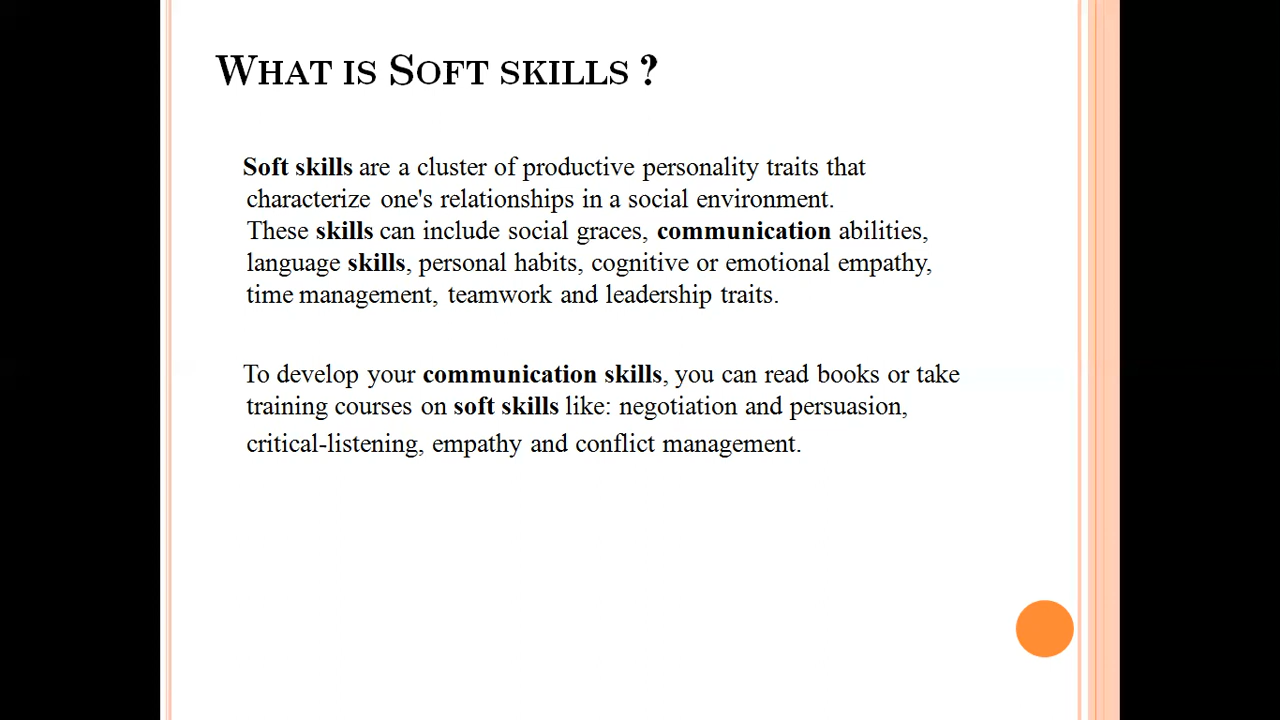 What is Soft skills ?
Soft skills are a cluster of productive personality traits that
characterize one's relationships in a social environment.
These skills can include social graces, communication abilities,
language skills, personal habits, cognitive or emotional empathy,
time management, teamwork and leadership traits.
To develop your communication skills, you can read books or take
training courses on soft skills like: negotiation and persuasion,
critical-listening, empathy and conflict management.